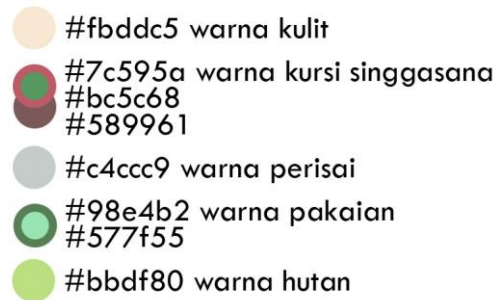 #fbddc5 warna kulit
#7c595a warna kursi singgasana
#bc5c68
#589961
#c4ccc9 warna perisai
#98e4b2 warna pakaian
#577f55
#bbdf80 warna hutan